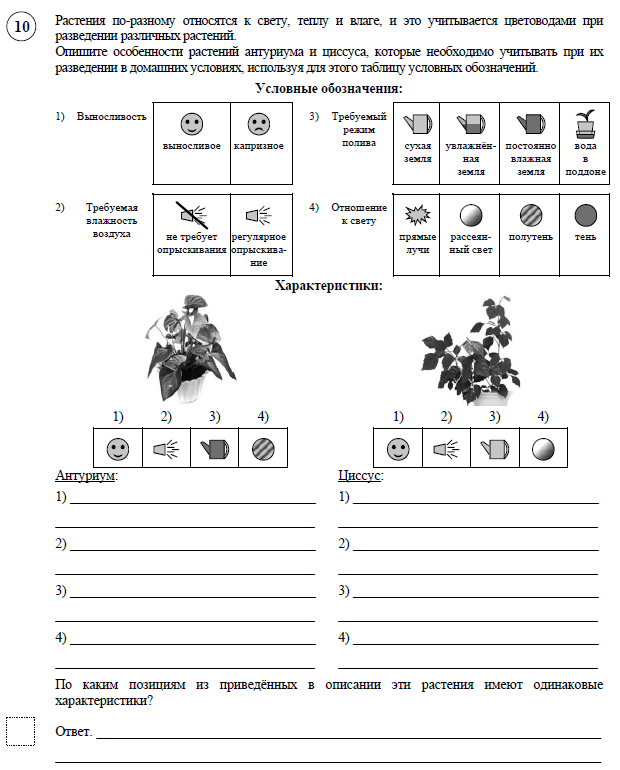 10
Растения по-разному относятся к свету, теплу и влаге, и это учитывается цветоводами при
разведении различных растений.
Опишите особенности растений антуриума и циссуса, которые необходимо учитывать при их
разведении в домашних условиях, используя для этого таблицу условных обозначений.
Условные обозначения:
1) Выносливость
выносливое
капризное
3) Требуемый
режим
полива
сухая
земля
увлажнён-
ная
земля
постоянно
влажная
земля
вода
в
поддоне
2) Требуемая
влажность
воздуха
не требует
опрыскивания
регулярное
опрыскива-
ние
4) Отношение
к свету
прямые
лучи
рассеян-
ный свет
полутень
тень
Характеристики:
1) 2) 3) 4)
1) 2) 3) 4)
Антуриум:
1)
2)
3)
4)
Циссус:
1)
2)
3)
4)
По каким позициям из приведённых в описании эти растения имеют одинаковые
характеристики?
Ответ.